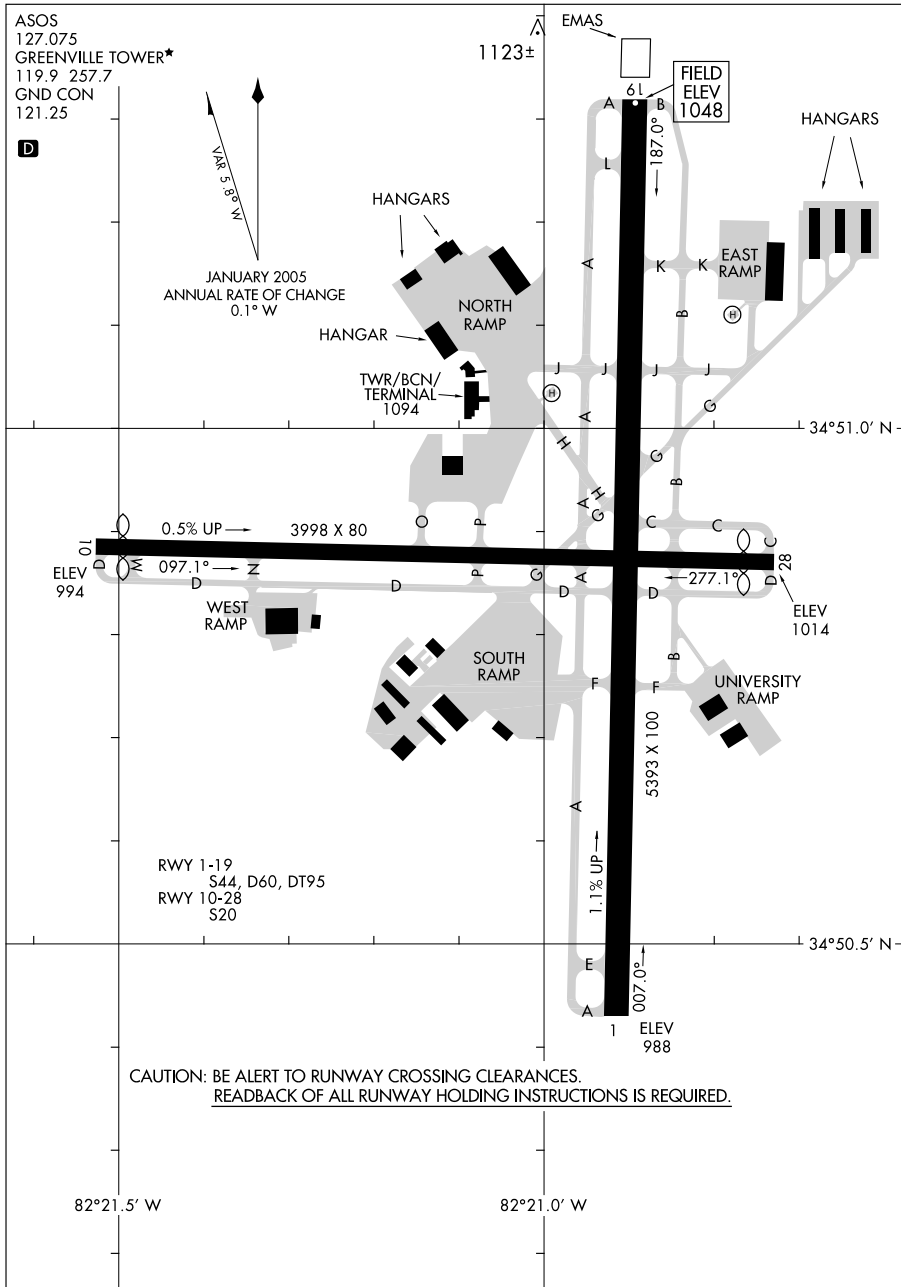 ASOS
127.075
GREENVILLE TOWER★
119.9 257.7
GND CON
121.25
D
VAR 5.8° W
JANUARY 2005
ANNUAL RATE OF CHANGE
0.1° W
1123±
EMAS
19
FIELD
ELEV
1048
A
B
187.0°
L
HANGARS
HANGARS
A
K
K
EAST
RAMP
NORTH
RAMP
HANGAR
B
H
TWR/BCN/
TERMINAL
1094
J
J
J
J
H
A
G
34°51.0' N
H
G
B
A
H
G
C
C
C
O
P
0.5% UP
3998 X 80
10
ELEV
994
D
M
097.1°
N
D
D
P
G
A
D
D
277.1°
D
28
ELEV
1014
WEST
RAMP
SOUTH
RAMP
B
F
F
UNIVERSITY
RAMP
5393 X 100
A
1.1% UP
RWY 1-19
S44, D60, DT95
RWY 10-28
S20
34°50.5' N
E
007.0°
A
1
ELEV
988
CAUTION: BE ALERT TO RUNWAY CROSSING CLEARANCES.
READBACK OF ALL RUNWAY HOLDING INSTRUCTIONS IS REQUIRED.
82°21.5' W
82°21.0' W